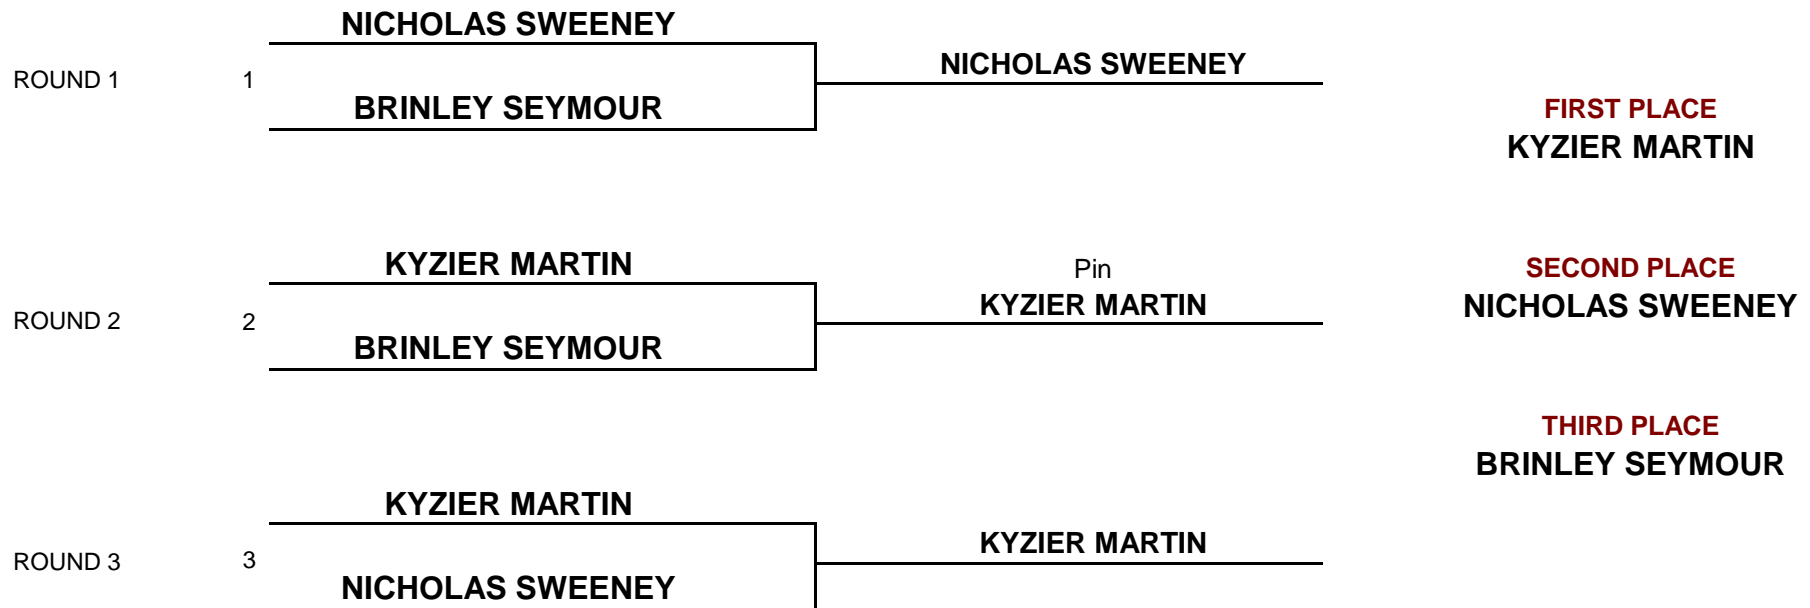 NICHOLAS SWEENEY
ROUND 1
1
NICHOLAS SWEENEY
BRINLEY SEYMOUR
FIRST PLACE
KYZIER MARTIN
KYZIER MARTIN
Pin
SECOND PLACE
ROUND 2
2
KYZIER MARTIN
NICHOLAS SWEENEY
BRINLEY SEYMOUR
THIRD PLACE
BRINLEY SEYMOUR
KYZIER MARTIN
ROUND 3
3
KYZIER MARTIN
NICHOLAS SWEENEY